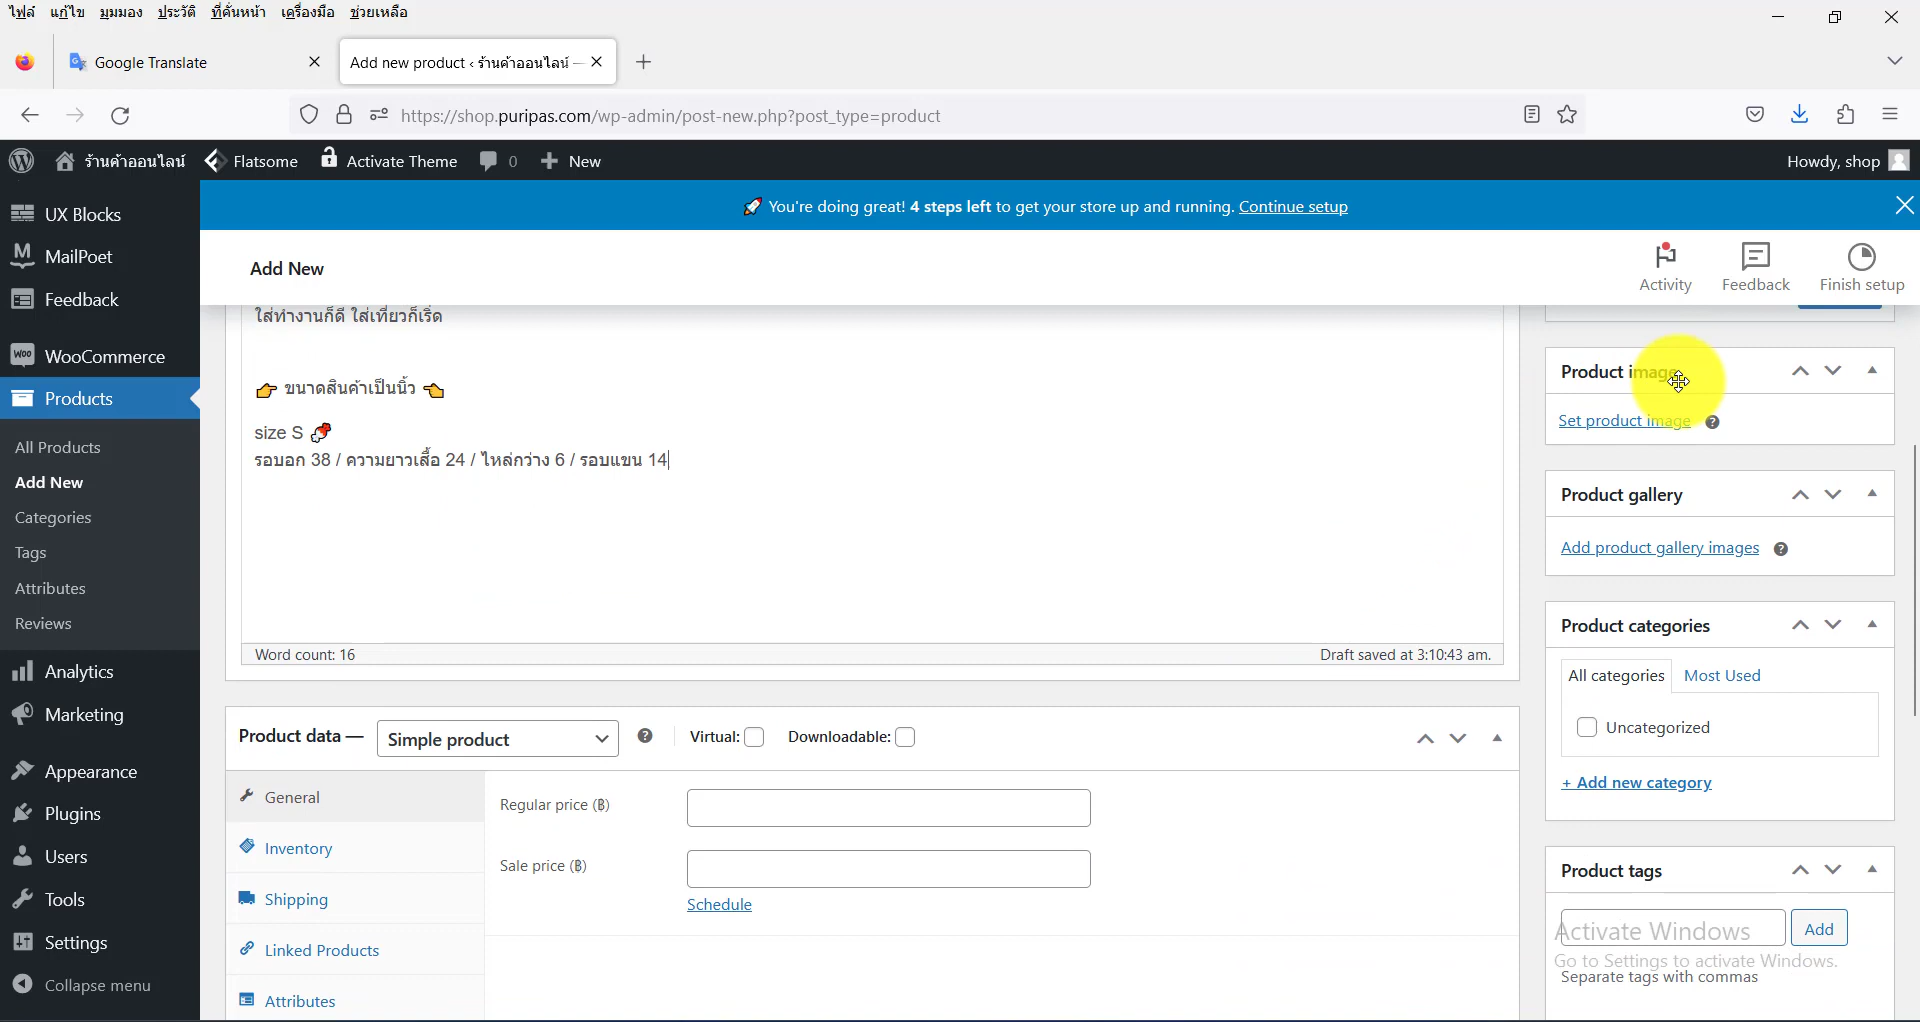 ไฟล์ แก้ไข มุมมอง ประวัติ ที่คั่นหน้า เครื่องมือ ช่วยเหลือ
Google Translate
Add new product ‹ ร้านค้าออนไลน์ —
https://shop.puripas.com/wp-admin/post-new.php?post_type=product
ร้านค้าออนไลน์ Flatsome Activate Theme 0 New
Howdy, shop
UX Blocks
MailPoet
Feedback
WooCommerce
Products
All Products
Add New
Categories
Tags
Attributes
Reviews
Analytics
Marketing
Appearance
Plugins
Users
Tools
Settings
Collapse menu
🚀 You're doing great! 4 steps left to get your store up and running. Continue setup
Add New
Activity
Feedback
Finish setup
ใส่ทำงานก็ดี ใส่เที่ยวก็เริ่ด
👉 ขนาดสินค้าเป็นนิ้ว 👈
size S 📌
รอบอก 38 / ความยาวเสื้อ 24 / ไหล่กว่าง 6 / รอบแขน 14
Word count: 16
Draft saved at 3:10:43 am.
Product data —
Simple product
Virtual:
Downloadable:
General
Inventory
Shipping
Linked Products
Attributes
Regular price (฿)
Sale price (฿)
Schedule
Product image
Set product image
Product gallery
Add product gallery images
Product categories
All categories
Most Used
Uncategorized
+ Add new category
Product tags
Add
Activate Windows
Go to Settings to activate Windows.
Separate tags with commas